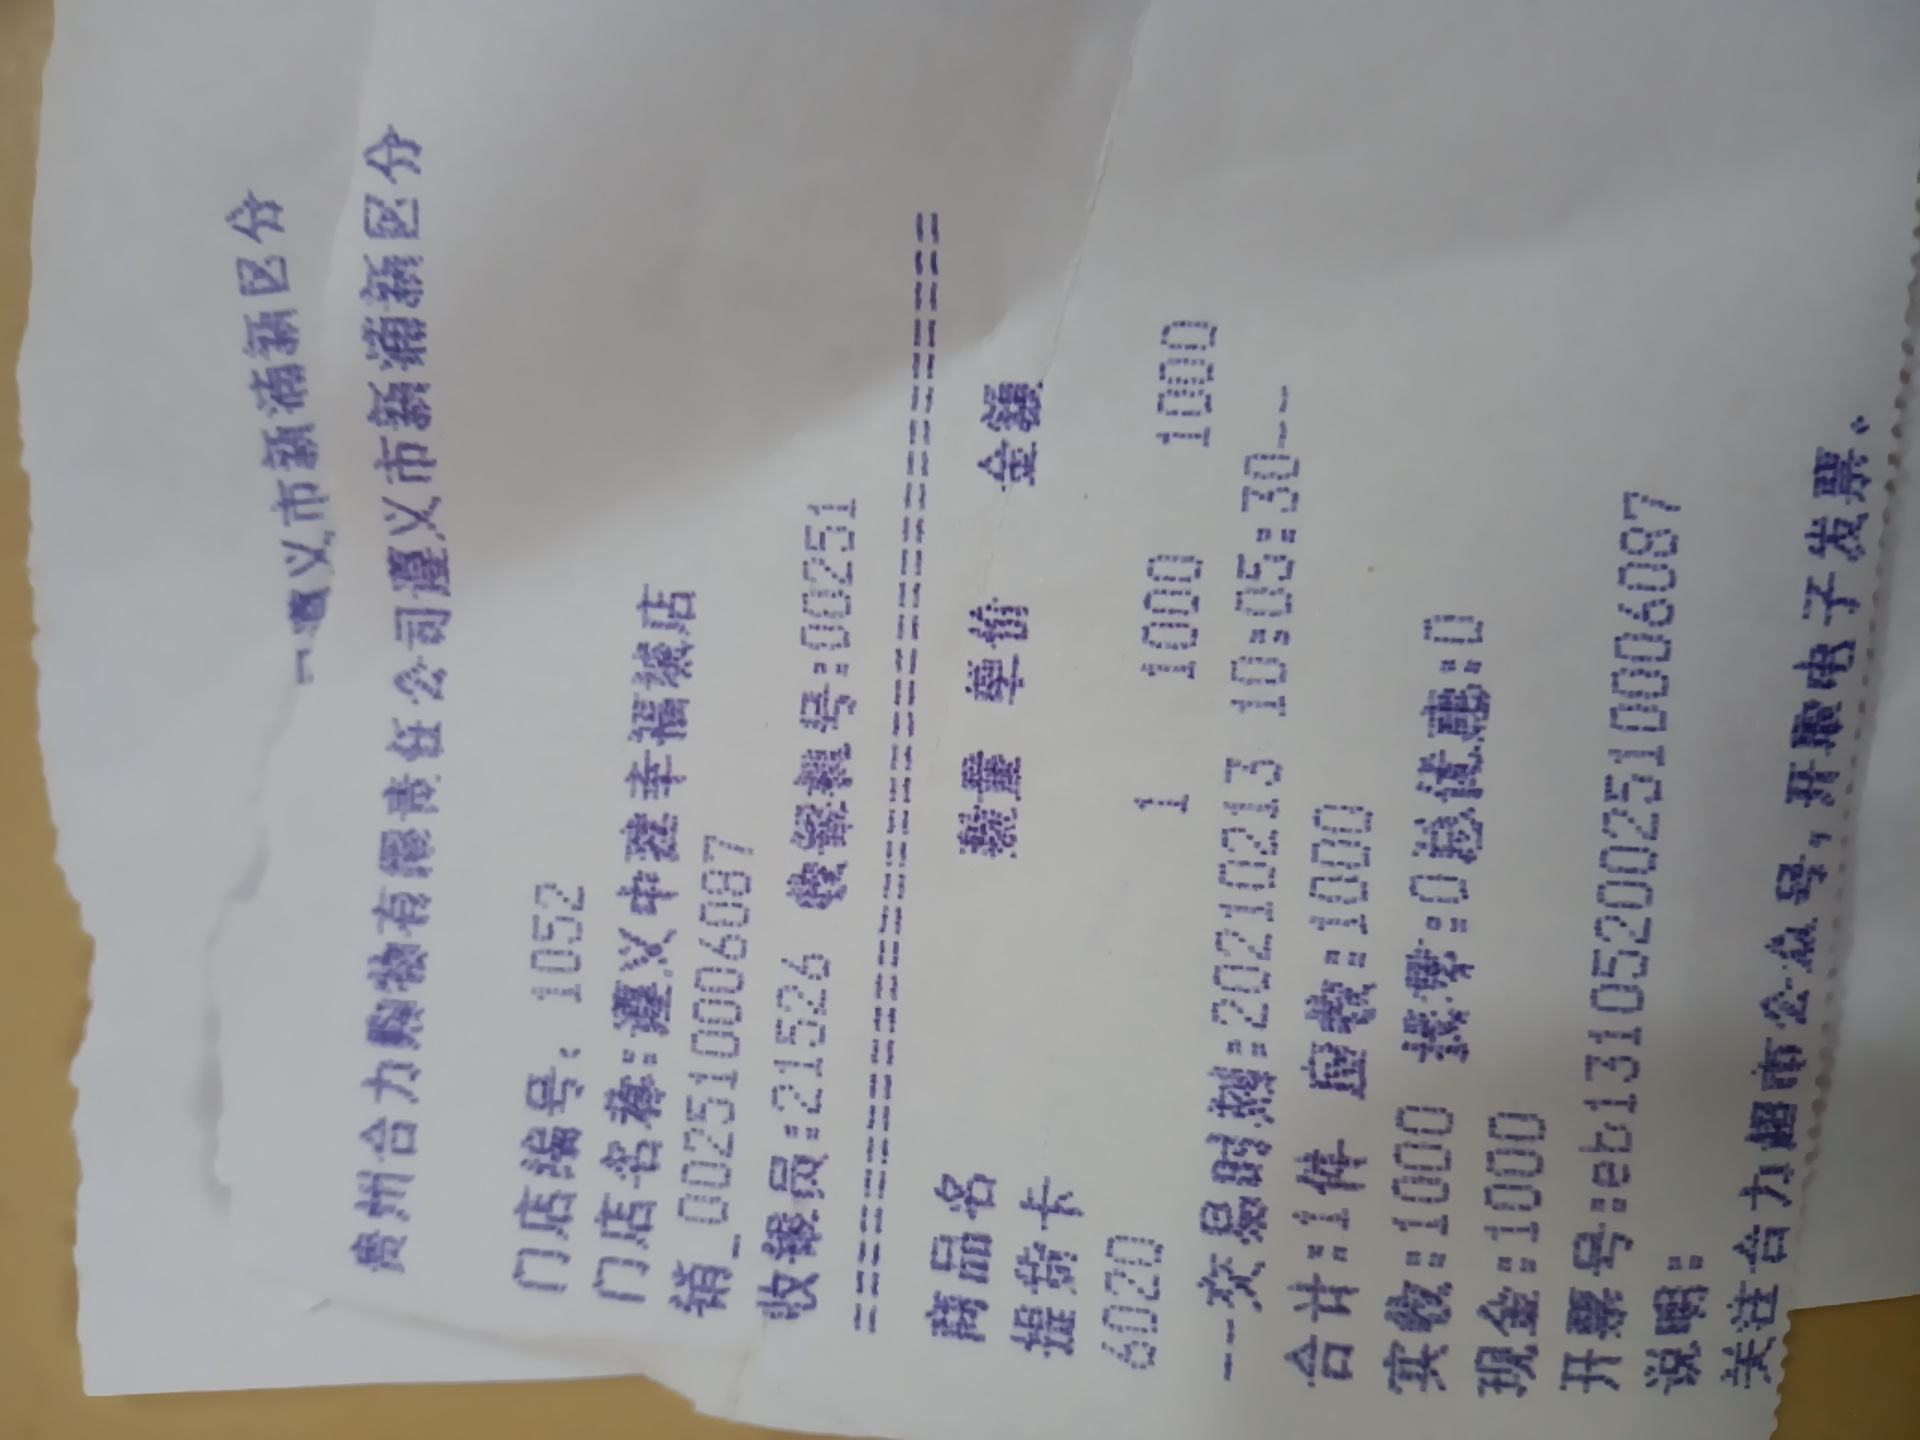 遵义市新浦新区分
贵州合力购物有限责任公司遵义市新浦新区分
门店编号: 1052
门店名称:遵义中建幸福城店
销_00251006087
收银员:21526 收银机号:00251
==========================================
商品名 数量 单价 金额
提货卡
6020 1 1000 1000
--交易时刻:20210213 10:05:30--
合计:1件 应收:1000
实收:1000 找零:0总优惠:0
现金:1000
开票号:eb13105200251006087
说明:
关注合力超市公众号,开取电子发票。